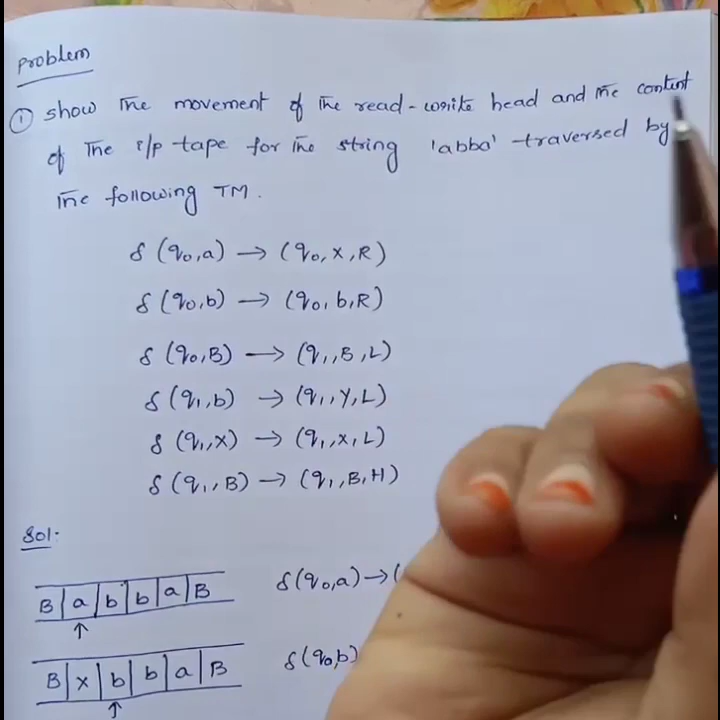 Problem
① show The movement of The read-write head and The content
of The i/p tape for The string 'abba' traversed by
The following TM.
δ (q0,a) → (q0,X,R)
δ (q0,b) → (q0,b,R)
δ (q0,B) → (q1,B,L)
δ (q1,b) → (q1,Y,L)
δ (q1,X) → (q1,X,L)
δ (q1,B) → (q1,B,H)
Sol:
B|a|b|b|a|B δ(q0,a)→(
↑
B|X|b|b|a|B δ(q0,b)
↑